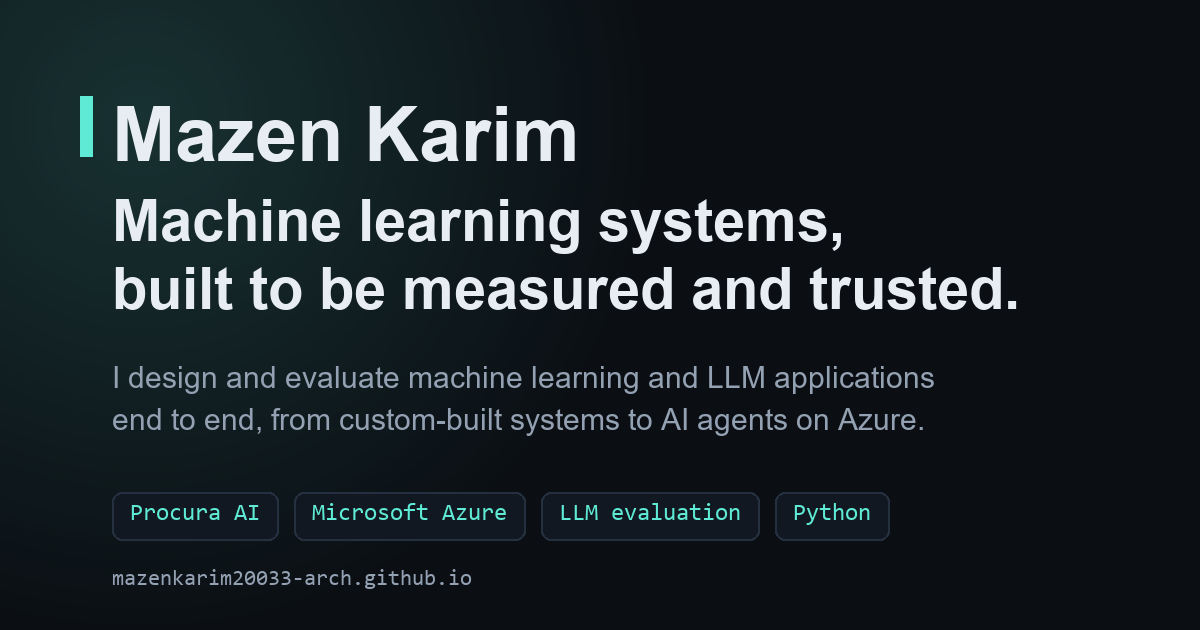 Mazen Karim
Machine learning systems,
built to be measured and trusted.
I design and evaluate machine learning and LLM applications
end to end, from custom-built systems to AI agents on Azure.
Procura AI Microsoft Azure LLM evaluation Python
mazenkarim20033-arch.github.io